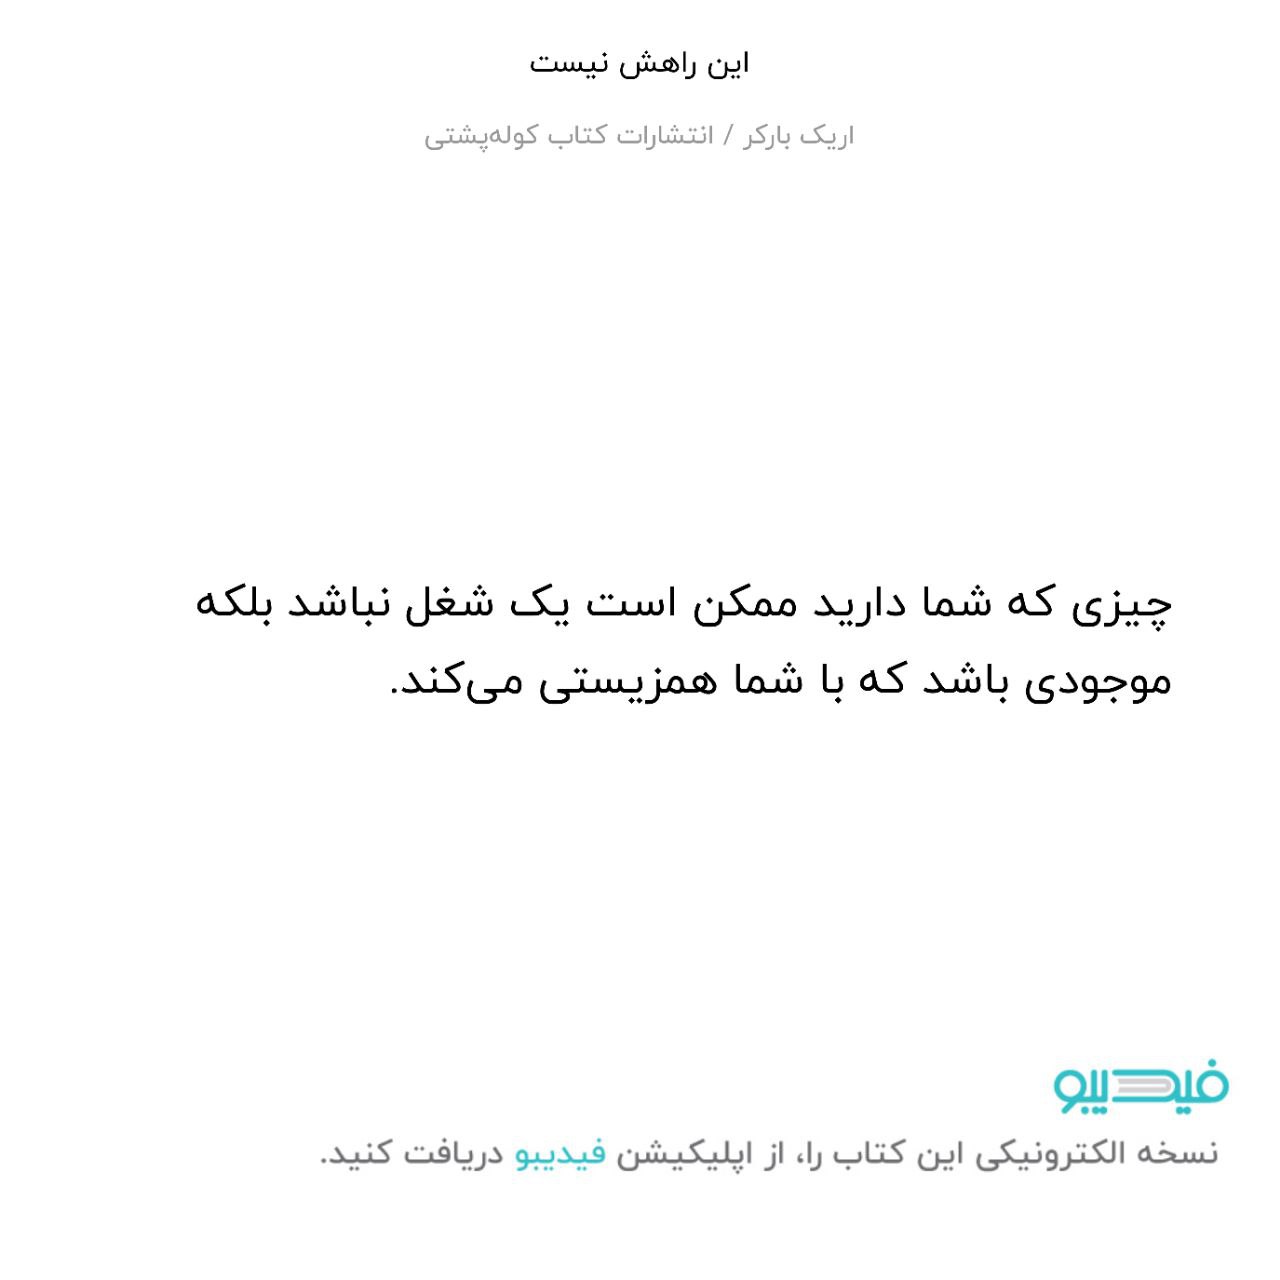 این راهش نیست
اریک بارکر / انتشارات کتاب کوله‌پشتی
چیزی که شما دارید ممکن است یک شغل نباشد بلکه
موجودی باشد که با شما همزیستی می‌کند.
فیدیبو
نسخه الکترونیکی این کتاب را، از اپلیکیشن فیدیبو دریافت کنید.